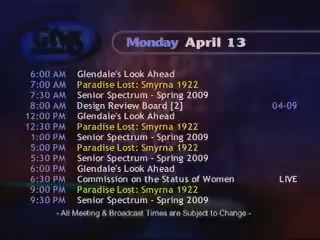 Monday April 13
6:00 AM Glendale's Look Ahead
7:00 AM Paradise Lost: Smyrna 1922
7:30 AM Senior Spectrum - Spring 2009
8:00 AM Design Review Board [2] 04-09
12:00 PM Glendale's Look Ahead
12:30 PM Paradise Lost: Smyrna 1922
1:00 PM Senior Spectrum - Spring 2009
5:00 PM Paradise Lost: Smyrna 1922
5:30 PM Senior Spectrum - Spring 2009
6:00 PM Glendale's Look Ahead
6:30 PM Commission on the Status of Women LIVE
9:00 PM Paradise Lost: Smyrna 1922
9:30 PM Senior Spectrum - Spring 2009
- All Meeting & Broadcast Times are Subject to Change -